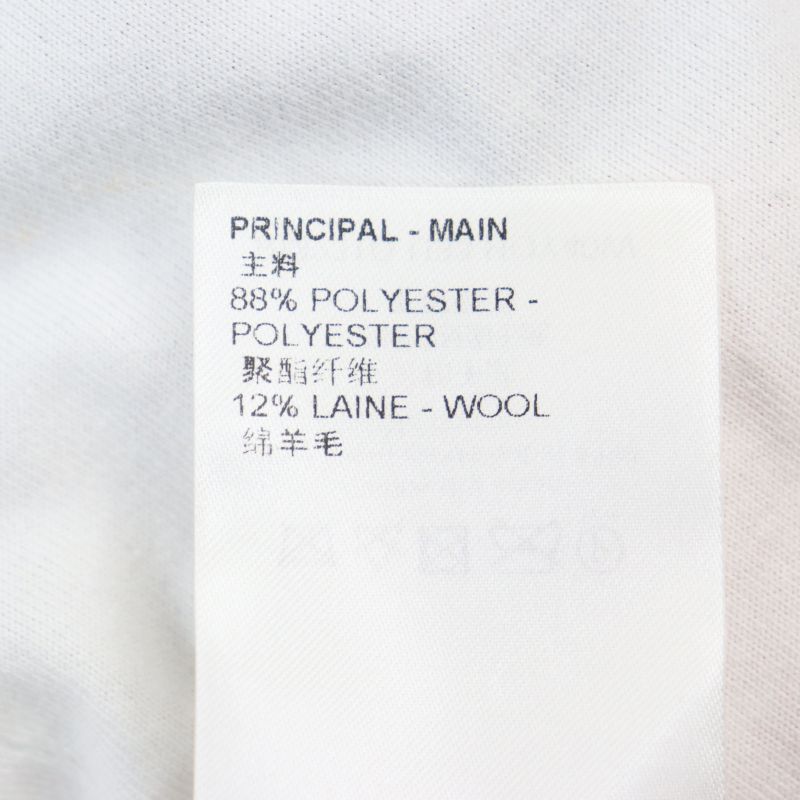 PRINCIPAL - MAIN
主料
88% POLYESTER -
POLYESTER
聚酯纤维
12% LAINE - WOOL
绵羊毛